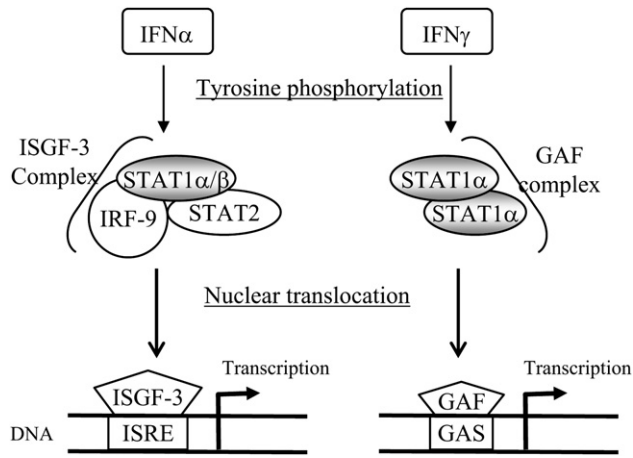 IFNα
IFNγ
Tyrosine phosphorylation
ISGF-3
Complex
STAT1α/β
IRF-9
STAT2
STAT1α
STAT1α
GAF
complex
Nuclear translocation
Transcription
Transcription
ISGF-3
GAF
DNA
ISRE
GAS